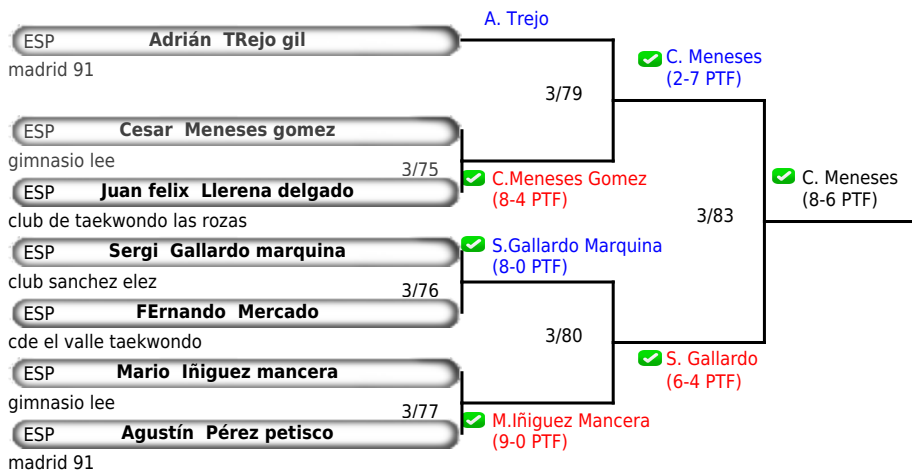 A. Trejo
ESP Adrián TRejo gil
madrid 91
C. Meneses
(2-7 PTF)
3/79
ESP Cesar Meneses gomez
gimnasio lee
3/75
C.Meneses Gomez
(8-4 PTF)
C. Meneses
(8-6 PTF)
ESP Juan felix Llerena delgado
club de taekwondo las rozas
3/83
ESP Sergi Gallardo marquina
S.Gallardo Marquina
(8-0 PTF)
club sanchez elez
3/76
ESP FErnando Mercado
cde el valle taekwondo
3/80
S. Gallardo
(6-4 PTF)
ESP Mario Iñiguez mancera
gimnasio lee
3/77
M.Iñiguez Mancera
(9-0 PTF)
ESP Agustín Pérez petisco
madrid 91